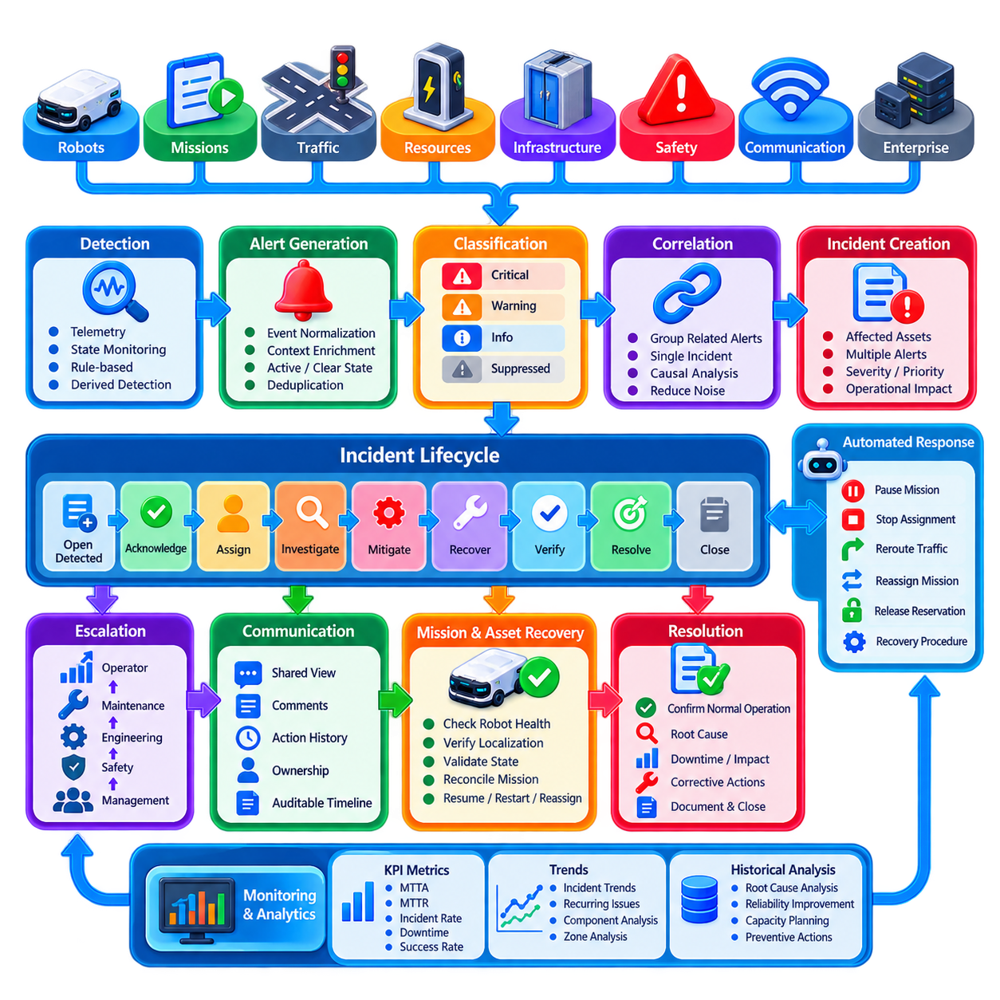 Robots
Missions
Traffic
Resources
Infrastructure
Safety
Communication
Enterprise
Detection
Telemetry
State Monitoring
Rule-based
Derived Detection
Alert Generation
Event Normalization
Context Enrichment
Active / Clear State
Deduplication
Classification
Critical
Warning
Info
Suppressed
Correlation
Group Related Alerts
Single Incident
Causal Analysis
Reduce Noise
Incident Creation
Affected Assets
Multiple Alerts
Severity / Priority
Operational Impact
Incident Lifecycle
Open
Detected
Acknowledge
Assign
Investigate
Mitigate
Recover
Verify
Resolve
Close
Automated Response
Pause Mission
Stop Assignment
Reroute Traffic
Reassign Mission
Release Reservation
Recovery Procedure
Escalation
Operator
Maintenance
Engineering
Safety
Management
Communication
Shared View
Comments
Action History
Ownership
Auditable Timeline
Mission & Asset Recovery
Check Robot Health
Verify Localization
Validate State
Reconcile Mission
Resume / Restart / Reassign
Resolution
Confirm Normal Operation
Root Cause
Downtime / Impact
Corrective Actions
Document & Close
Monitoring
& Analytics
KPI Metrics
MTTA
MTTR
Incident Rate
Downtime
Success Rate
Trends
Incident Trends
Recurring Issues
Component Analysis
Zone Analysis
Historical Analysis
Root Cause Analysis
Reliability Improvement
Capacity Planning
Preventive Actions